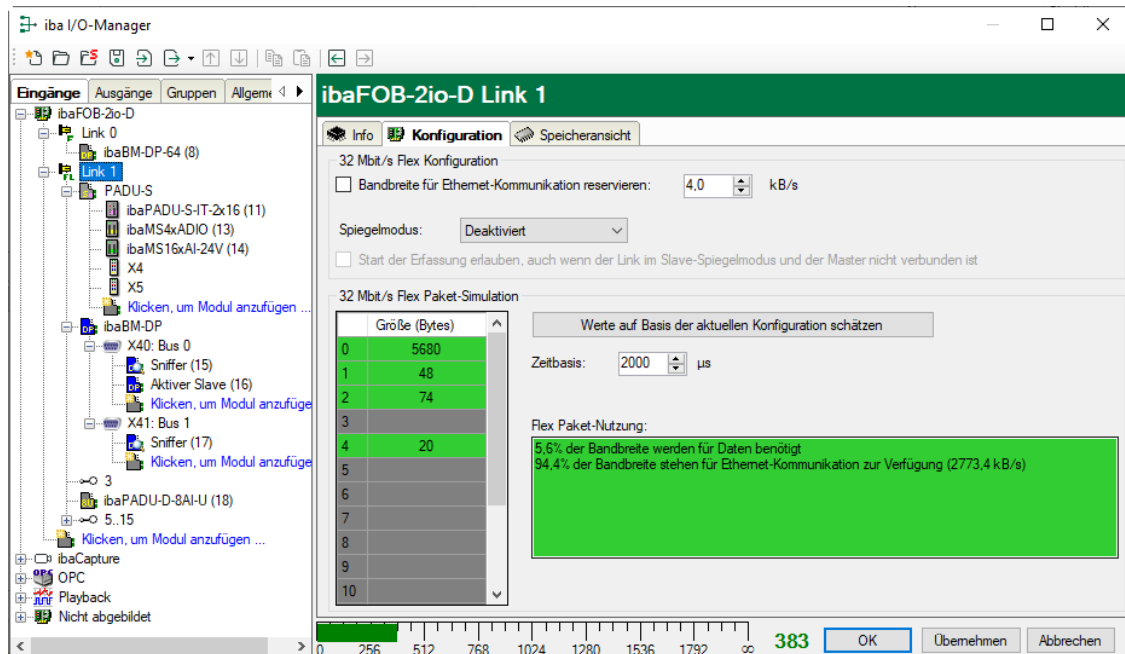 iba I/O-Manager
Eingänge Ausgänge Gruppen Allgeme
ibaFOB-2io-D
Link 0
ibaBM-DP-64 (8)
Link 1
PADU-S
ibaPADU-S-IT-2x16 (11)
ibaMS4xADIO (13)
ibaMS16xAI-24V (14)
X4
X5
Klicken, um Modul anzufügen ...
ibaBM-DP
X40: Bus 0
Sniffer (15)
Aktiver Slave (16)
Klicken, um Modul anzufüge
X41: Bus 1
Sniffer (17)
Klicken, um Modul anzufüge
3
ibaPADU-D-8AI-U (18)
5..15
Klicken, um Modul anzufügen ...
ibaCapture
OPC
Playback
Nicht abgebildet
ibaFOB-2io-D Link 1
Info Konfiguration Speicheransicht
32 Mbit/s Flex Konfiguration
Bandbreite für Ethernet-Kommunikation reservieren: 4,0 kB/s
Spiegelmodus: Deaktiviert
Start der Erfassung erlauben, auch wenn der Link im Slave-Spiegelmodus und der Master nicht verbunden ist
32 Mbit/s Flex Paket-Simulation
Größe (Bytes)
0 5680
1 48
2 74
3
4 20
5
6
7
8
9
10
Werte auf Basis der aktuellen Konfiguration schätzen
Zeitbasis: 2000 µs
Flex Paket-Nutzung:
5,6% der Bandbreite werden für Daten benötigt
94,4% der Bandbreite stehen für Ethernet-Kommunikation zur Verfügung (2773,4 kB/s)
0 256 512 768 1024 1280 1536 1792 ∞
383 OK Übernehmen Abbrechen